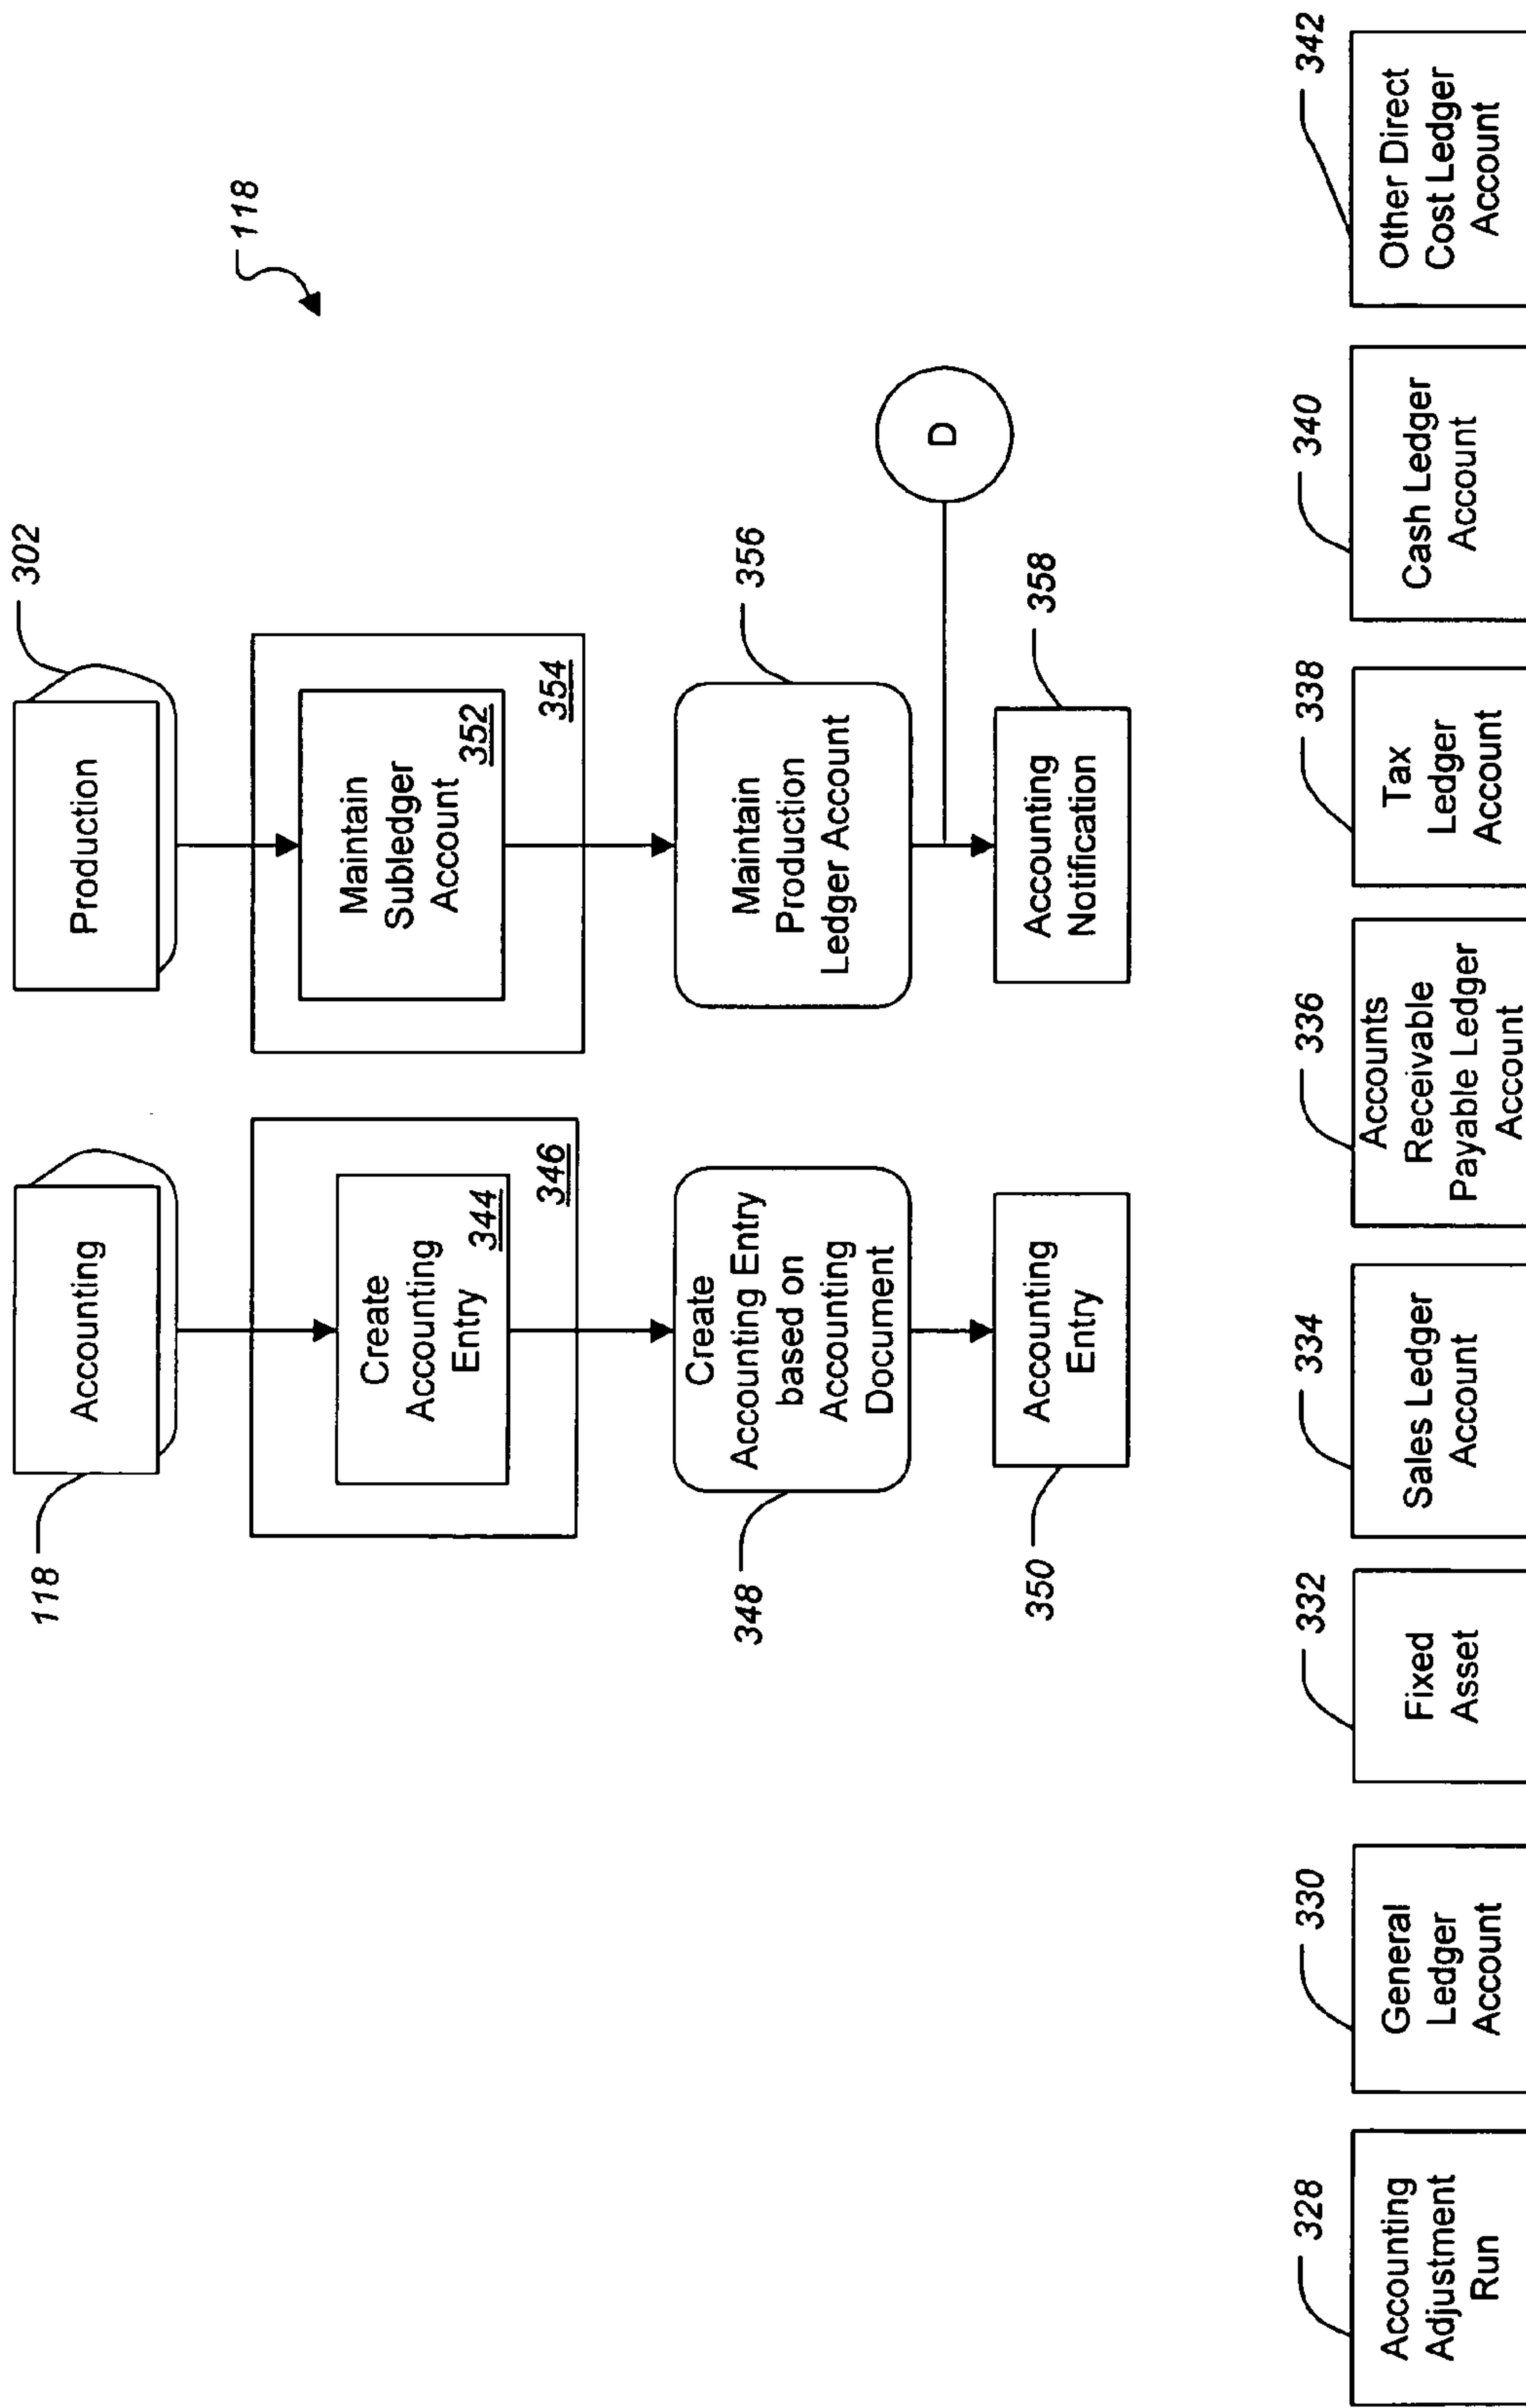 118
Accounting
118
Create
Accounting
Entry
344
346
Create
Accounting Entry
based on
Accounting
Document
348
Accounting
Entry
350
Production
302
Maintain
Subledger
Account
352
354
Maintain
Production
Ledger Account
356
D
Accounting
Notification
358
328
Accounting
Adjustment
Run
330
General
Ledger
Account
332
Fixed
Asset
334
Sales Ledger
Account
336
Accounts
Receivable
Payable Ledger
Account
338
Tax
Ledger
Account
340
Cash Ledger
Account
342
Other Direct
Cost Ledger
Account